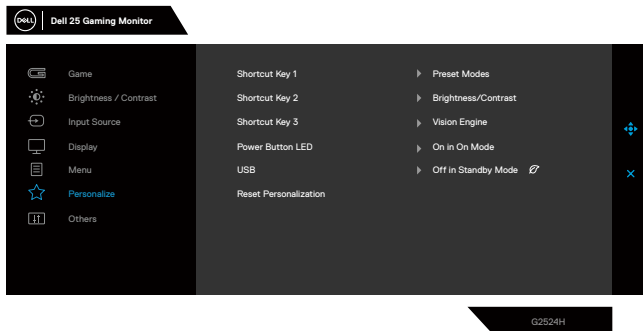 DELL Dell 25 Gaming Monitor
Game Shortcut Key 1 Preset Modes
Brightness / Contrast Shortcut Key 2 Brightness/Contrast
Input Source Shortcut Key 3 Vision Engine
Display Power Button LED On in On Mode
Menu USB Off in Standby Mode
Personalize Reset Personalization
Others
G2524H